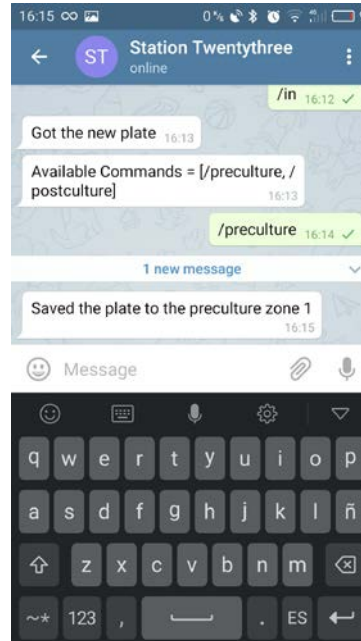 16:15 0%
ST Station Twentythree
online
/in 16:12
Got the new plate 16:13
Available Commands = [/preculture, /
postculture] 16:13
/preculture 16:14
1 new message
Saved the plate to the preculture zone 1
16:15
Message
q w e r t y u i o p
a s d f g h j k l ñ
z x c v b n m
~* 123 , . ES